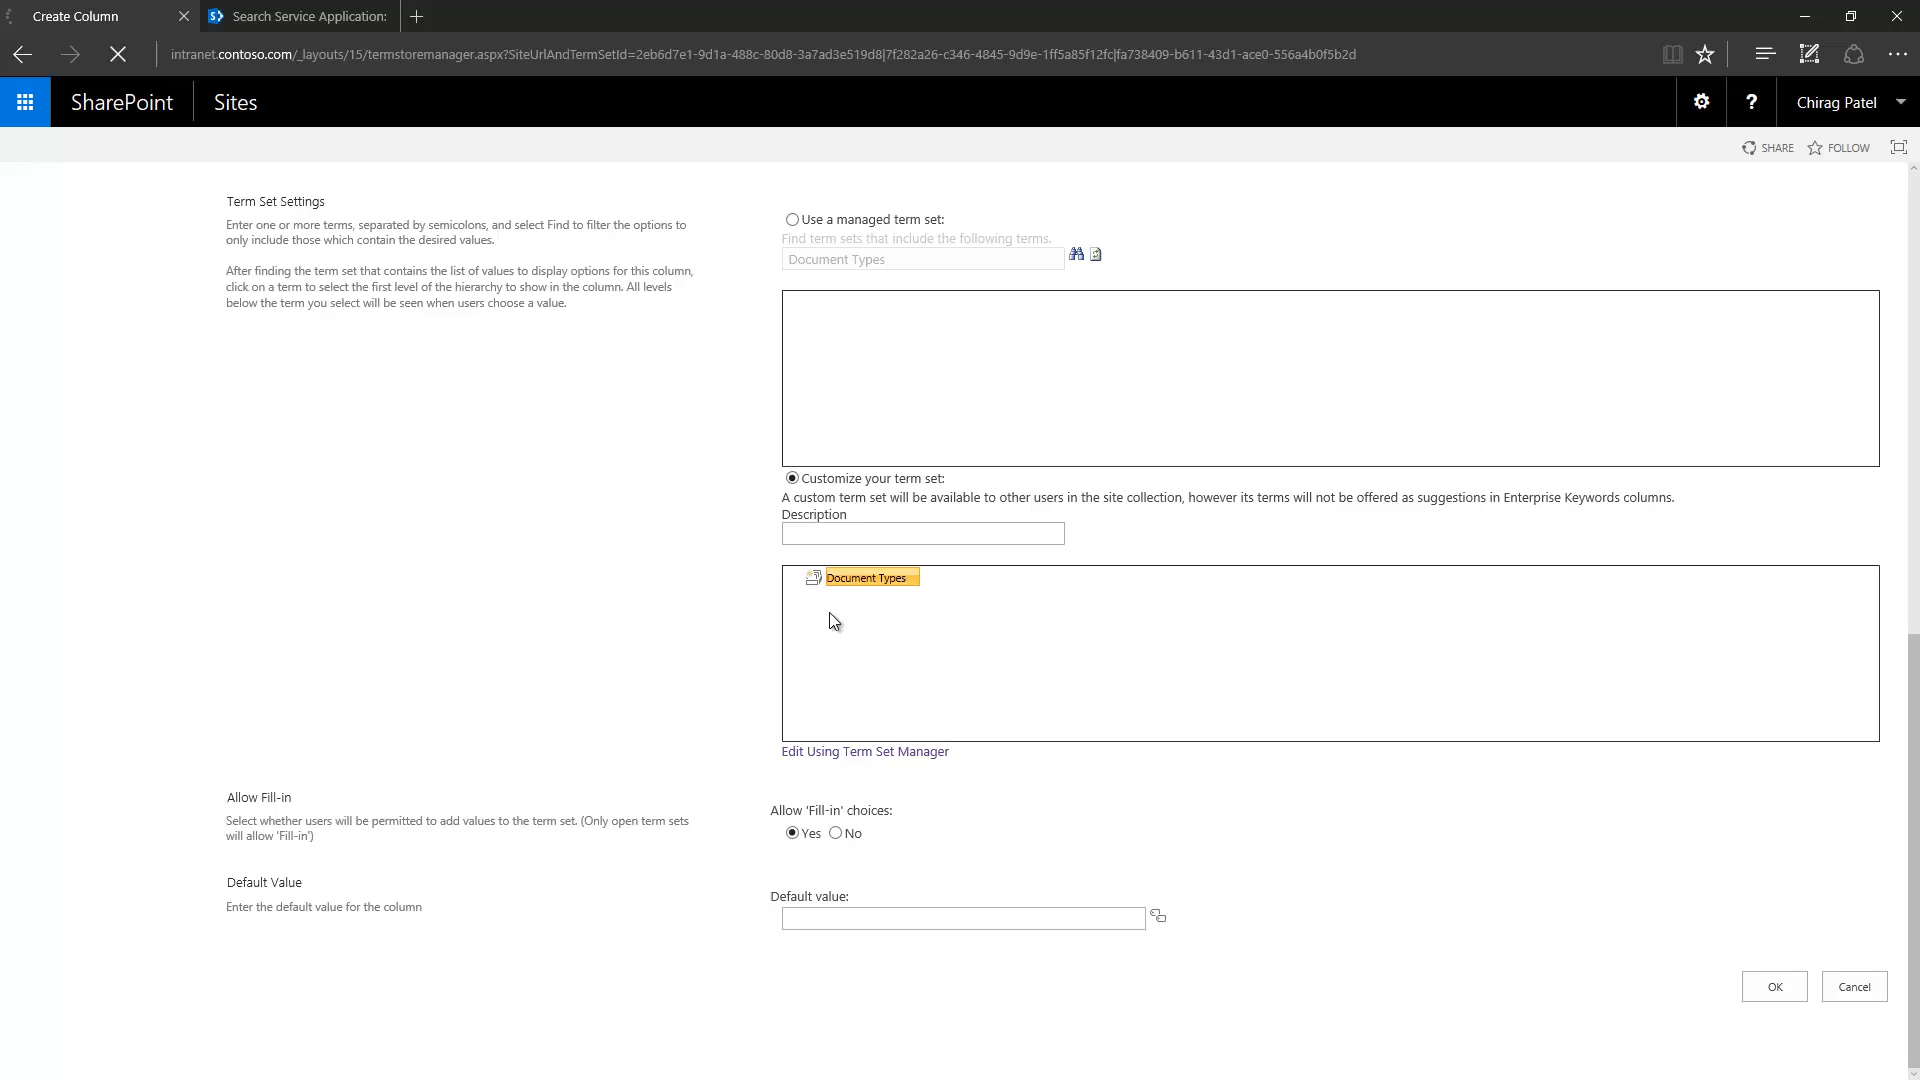 Create Column
Search Service Application:
intranet.contoso.com/_layouts/15/termstoremanager.aspx?SiteUrlAndTermSetId=2eb6d7e1-9d1a-488c-80d8-3a7ad3e519d8|7f282a26-c346-4845-9d9e-1ff5a85f12fc|fa738409-b611-43d1-ace0-556a4b0f5b2d
SharePoint
Sites
?
Chirag Patel
SHARE
FOLLOW
Term Set Settings
Enter one or more terms, separated by semicolons, and select Find to filter the options to
only include those which contain the desired values.
After finding the term set that contains the list of values to display options for this column,
click on a term to select the first level of the hierarchy to show in the column. All levels
below the term you select will be seen when users choose a value.
Use a managed term set:
Find term sets that include the following terms.
Document Types
Customize your term set:
A custom term set will be available to other users in the site collection, however its terms will not be offered as suggestions in Enterprise Keywords columns.
Description
Document Types
Edit Using Term Set Manager
Allow Fill-in
Select whether users will be permitted to add values to the term set. (Only open term sets
will allow 'Fill-in')
Allow 'Fill-in' choices:
Yes No
Default Value
Enter the default value for the column
Default value:
OK
Cancel